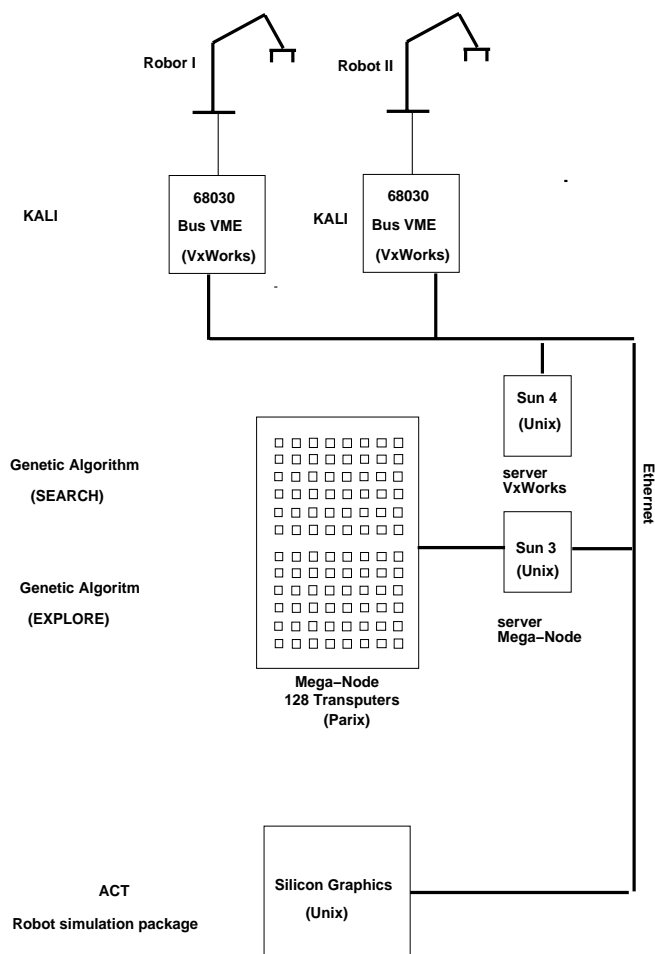 Robor I
Robot II
68030
Bus VME
(VxWorks)
68030
Bus VME
(VxWorks)
KALI
KALI
Sun 4
(Unix)
server
VxWorks
Ethernet
Genetic Algorithm
(SEARCH)
Sun 3
(Unix)
Genetic Algoritm
(EXPLORE)
server
Mega-Node
Mega-Node
128 Transputers
(Parix)
Silicon Graphics
(Unix)
ACT
Robot simulation package